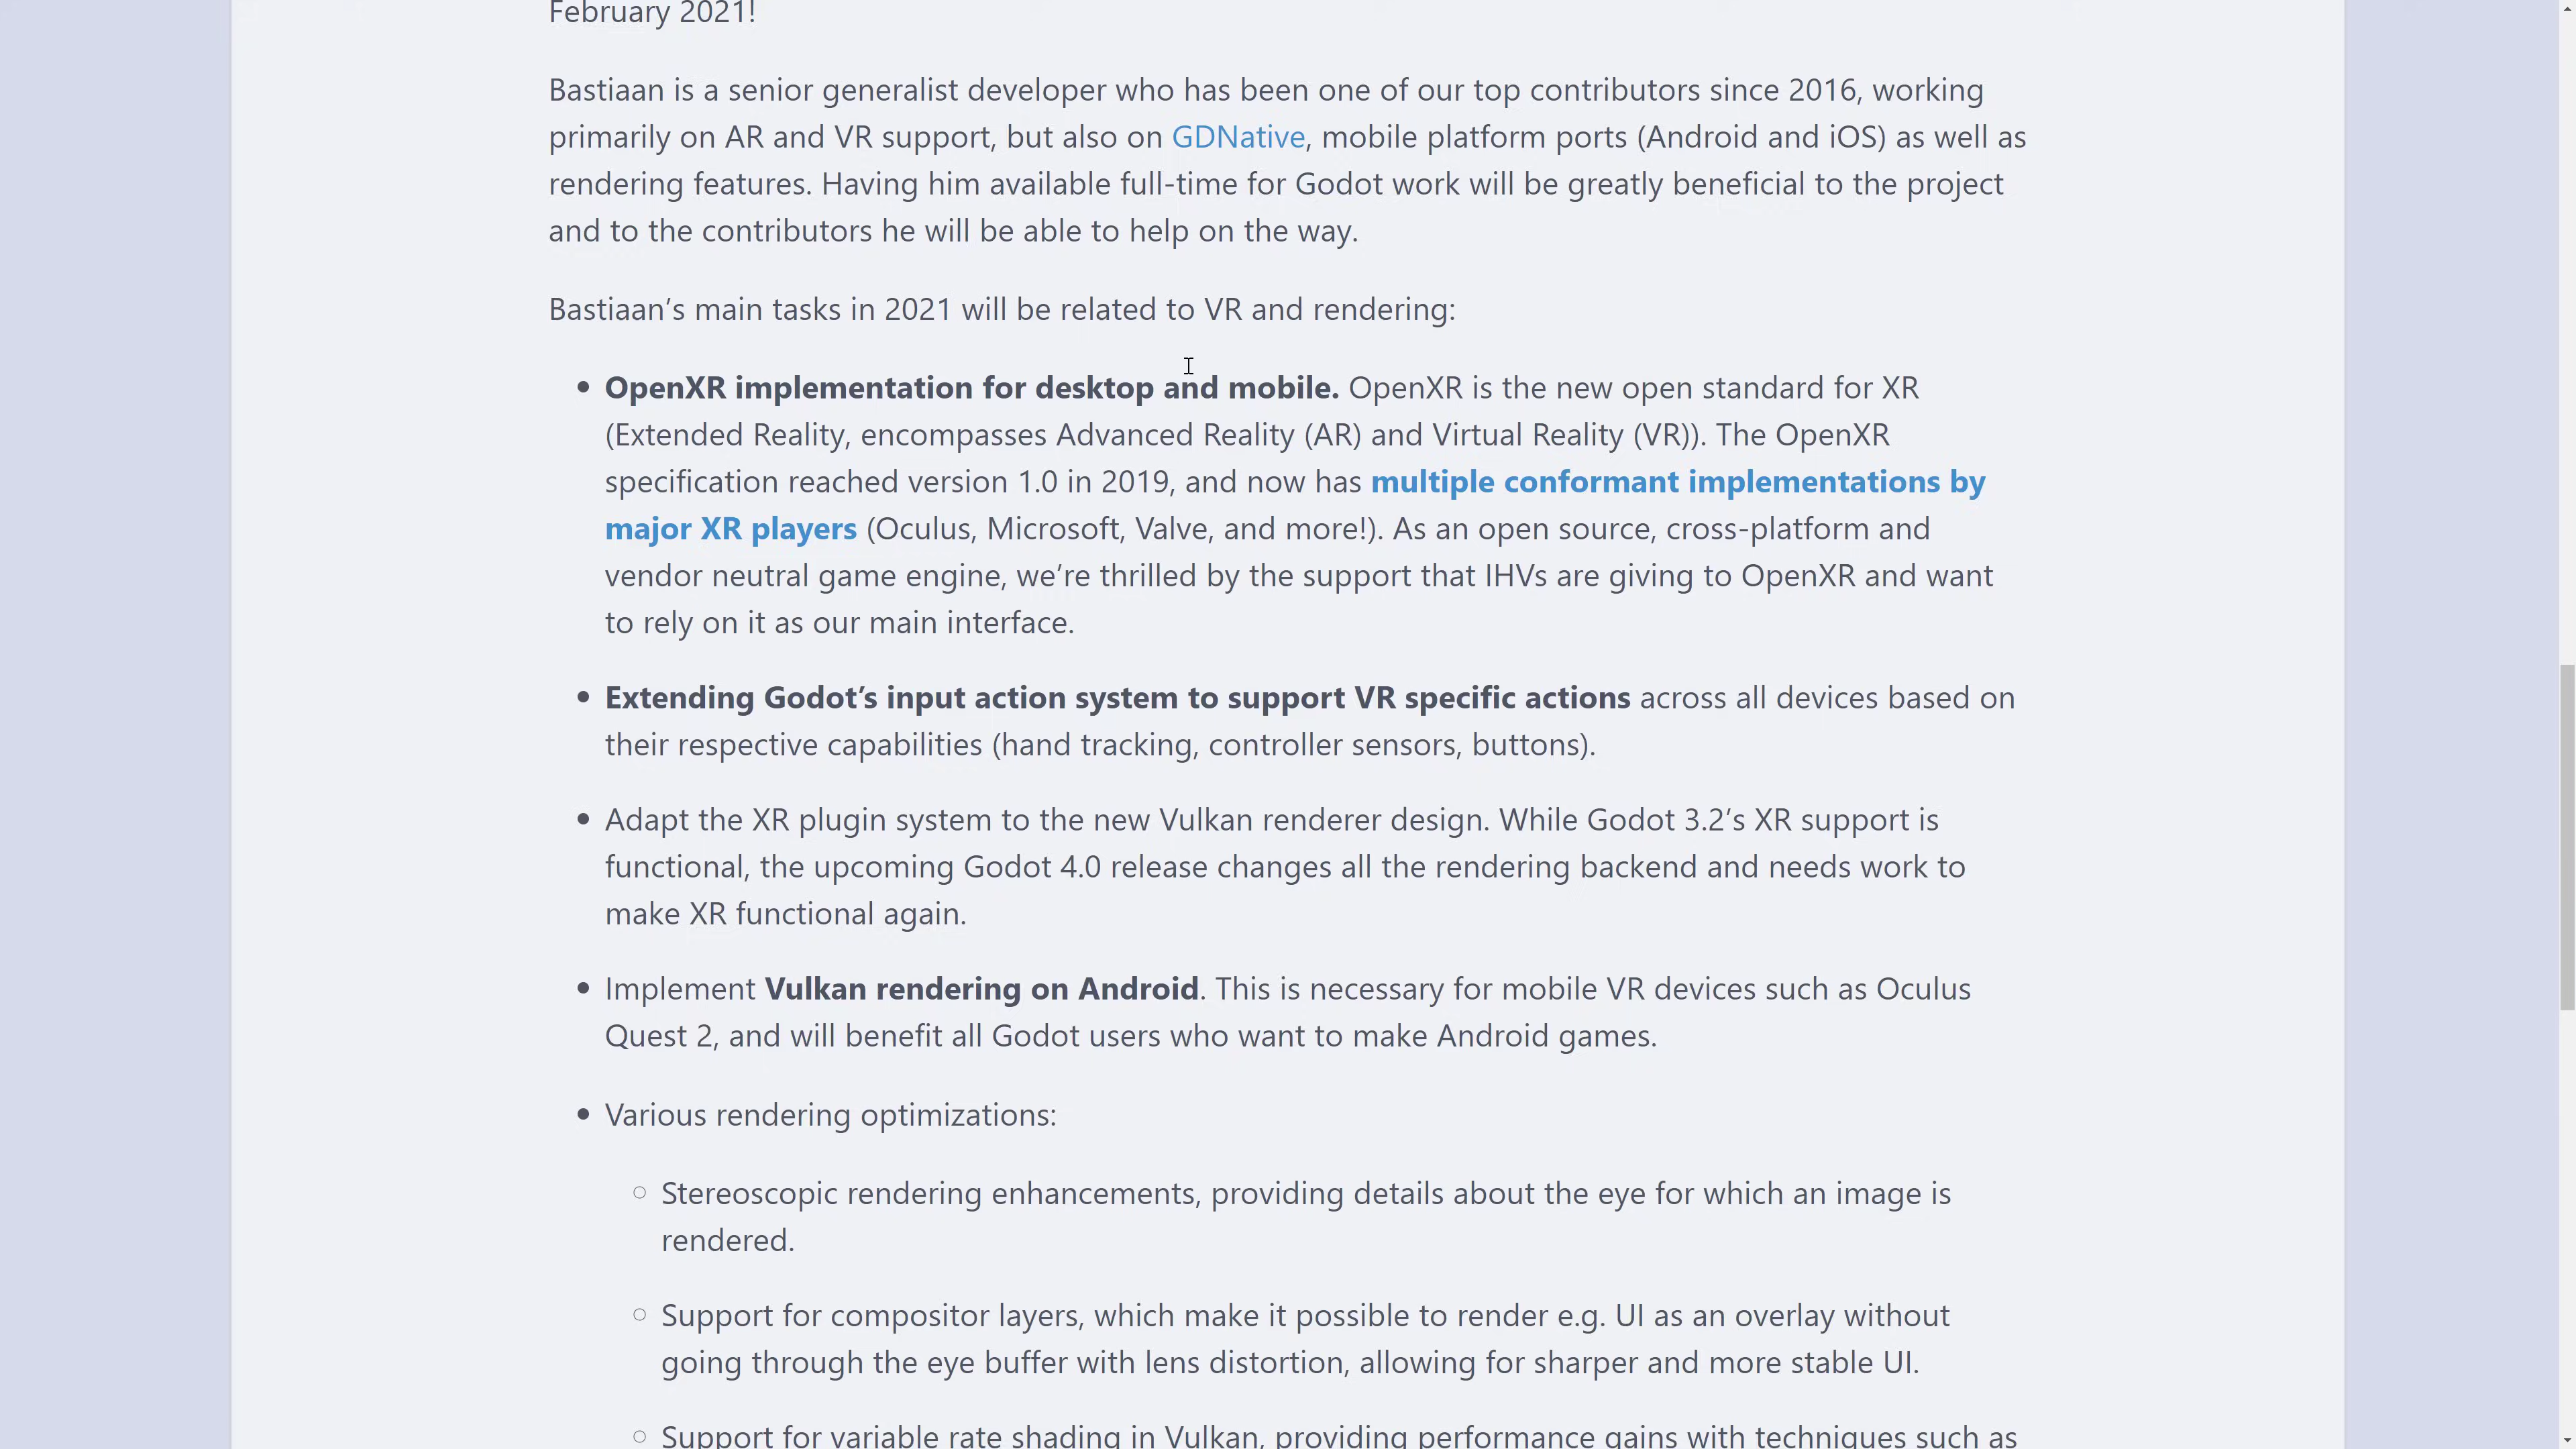 February 2021!
Bastiaan is a senior generalist developer who has been one of our top contributors since 2016, working
primarily on AR and VR support, but also on GDNative, mobile platform ports (Android and iOS) as well as
rendering features. Having him available full-time for Godot work will be greatly beneficial to the project
and to the contributors he will be able to help on the way.
Bastiaan’s main tasks in 2021 will be related to VR and rendering:
OpenXR implementation for desktop and mobile. OpenXR is the new open standard for XR
(Extended Reality, encompasses Advanced Reality (AR) and Virtual Reality (VR)). The OpenXR
specification reached version 1.0 in 2019, and now has multiple conformant implementations by
major XR players (Oculus, Microsoft, Valve, and more!). As an open source, cross-platform and
vendor neutral game engine, we’re thrilled by the support that IHVs are giving to OpenXR and want
to rely on it as our main interface.
Extending Godot’s input action system to support VR specific actions across all devices based on
their respective capabilities (hand tracking, controller sensors, buttons).
Adapt the XR plugin system to the new Vulkan renderer design. While Godot 3.2’s XR support is
functional, the upcoming Godot 4.0 release changes all the rendering backend and needs work to
make XR functional again.
Implement Vulkan rendering on Android. This is necessary for mobile VR devices such as Oculus
Quest 2, and will benefit all Godot users who want to make Android games.
Various rendering optimizations:
Stereoscopic rendering enhancements, providing details about the eye for which an image is
rendered.
Support for compositor layers, which make it possible to render e.g. UI as an overlay without
going through the eye buffer with lens distortion, allowing for sharper and more stable UI.
Support for variable rate shading in Vulkan, providing performance gains with techniques such as